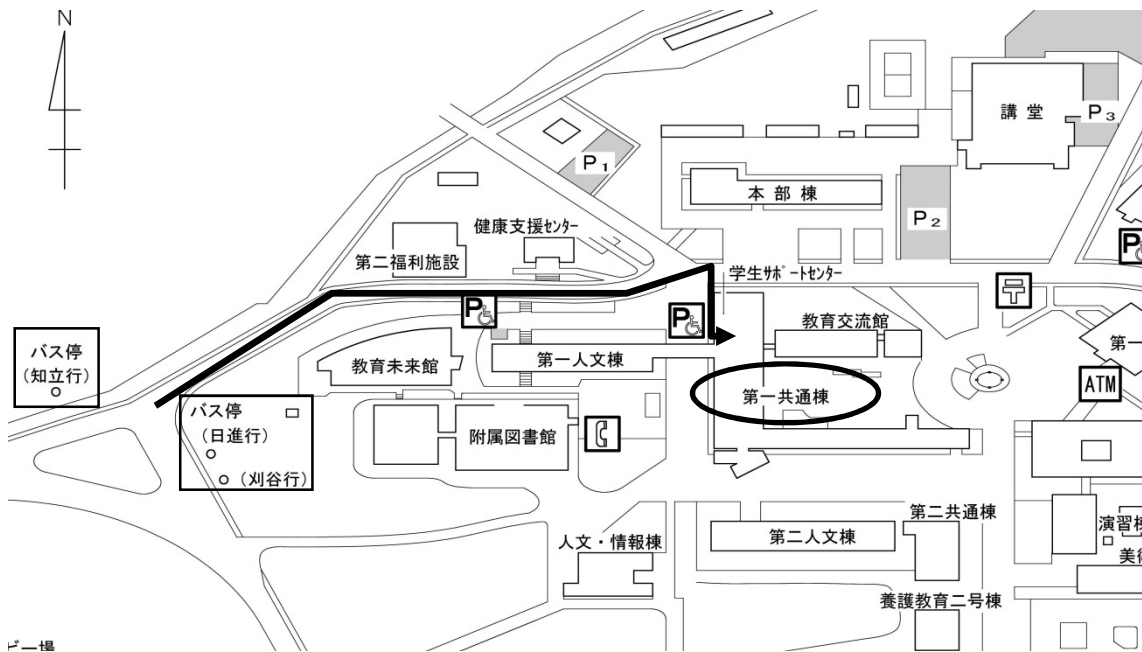 N
講堂
P3
P1
本部棟
P2
健康支援センター
第二福利施設
P
学生サポートセンター
〒
バス停
(知立行)
P
P
教育交流館
教育未来館
第一人文棟
第一
ATM
第一共通棟
バス停
(日進行)
(刈谷行)
附属図書館
第二共通棟
演習棟
人文・情報棟
第二人文棟
美術
養護教育二号棟
ビー場